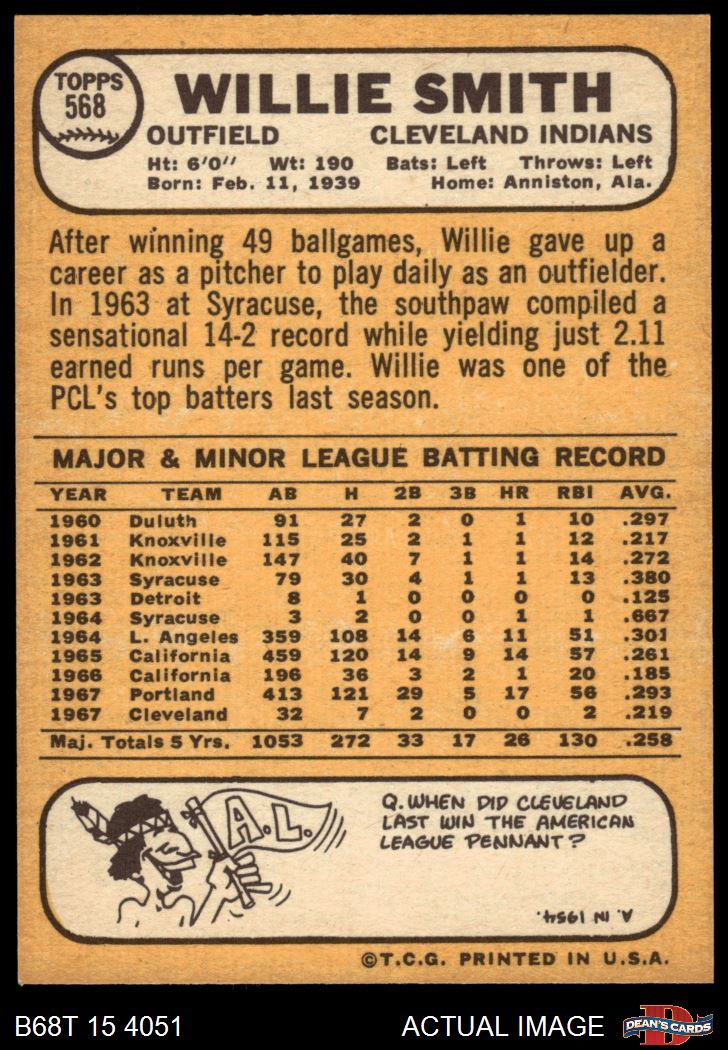 TOPPS
568
WILLIE SMITH
OUTFIELD CLEVELAND INDIANS
Ht: 6'0" Wt: 190 Bats: Left Throws: Left
Born: Feb. 11, 1939 Home: Anniston, Ala.
After winning 49 ballgames, Willie gave up a
career as a pitcher to play daily as an outfielder.
In 1963 at Syracuse, the southpaw compiled a
sensational 14-2 record while yielding just 2.11
earned runs per game. Willie was one of the
PCL's top batters last season.
MAJOR & MINOR LEAGUE BATTING RECORD
YEAR TEAM AB H 2B 3B HR RBI AVG.
1960 Duluth 91 27 2 0 1 10 .297
1961 Knoxville 115 25 2 1 1 12 .217
1962 Knoxville 147 40 7 1 1 14 .272
1963 Syracuse 79 30 4 1 1 13 .380
1963 Detroit 8 1 0 0 0 0 .125
1964 Syracuse 3 2 0 0 1 1 .667
1964 L. Angeles 359 108 14 6 11 51 .301
1965 California 459 120 14 9 14 57 .261
1966 California 196 36 3 2 1 20 .185
1967 Portland 413 121 29 5 17 56 .293
1967 Cleveland 32 7 2 0 0 2 .219
Maj. Totals 5 Yrs. 1053 272 33 17 26 130 .258
A.L.
Q. WHEN DID CLEVELAND
LAST WIN THE AMERICAN
LEAGUE PENNANT?
A. IN 1954.
©T.C.G. PRINTED IN U.S.A.
B68T 15 4051 ACTUAL IMAGE
D
DEAN'S CARDS